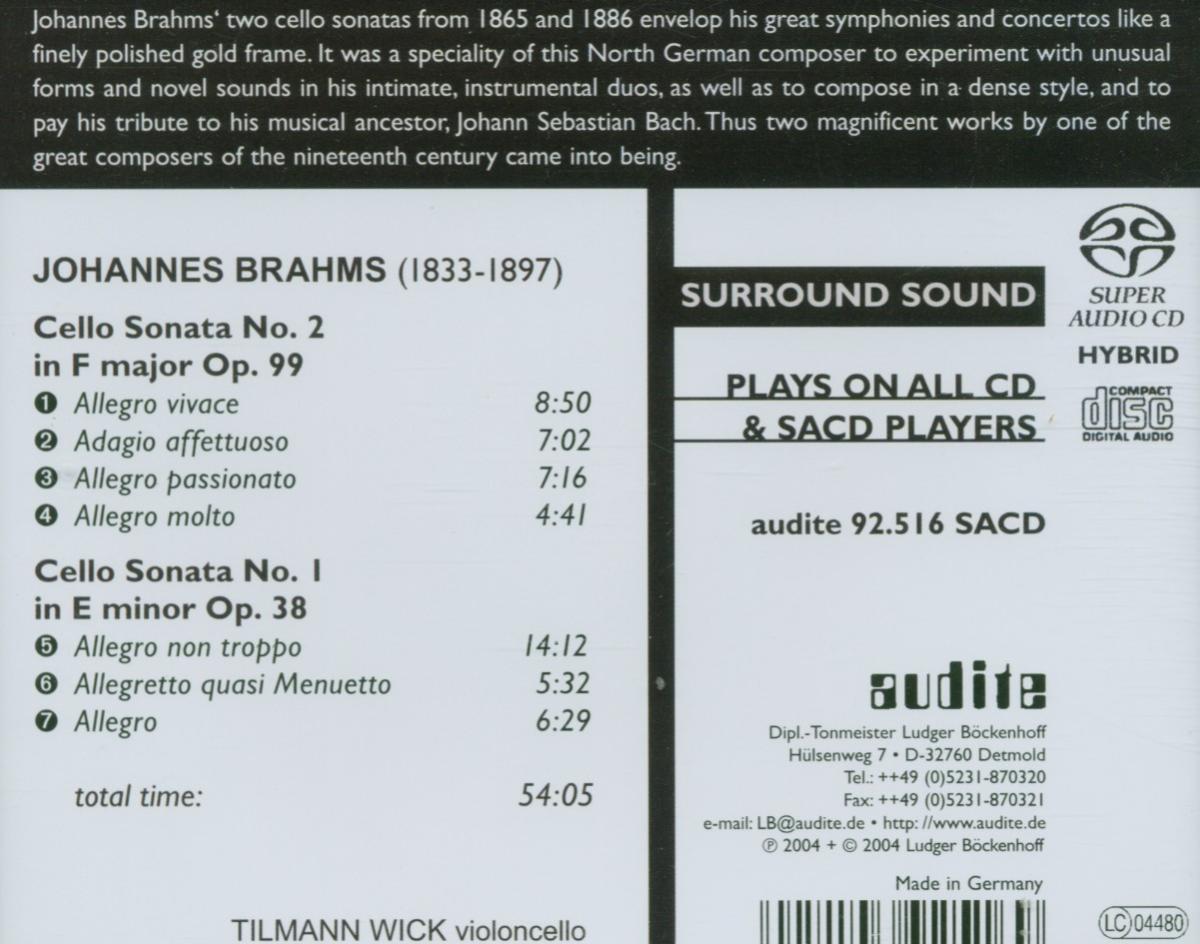 Johannes Brahms‘ two cello sonatas from 1865 and 1886 envelop his great symphonies and concertos like a
finely polished gold frame. It was a speciality of this North German composer to experiment with unusual
forms and novel sounds in his intimate, instrumental duos, as well as to compose in a dense style, and to
pay his tribute to his musical ancestor, Johann Sebastian Bach. Thus two magnificent works by one of the
great composers of the nineteenth century came into being.
JOHANNES BRAHMS (1833-1897)
Cello Sonata No. 2
in F major Op. 99
1 Allegro vivace 8:50
2 Adagio affettuoso 7:02
3 Allegro passionato 7:16
4 Allegro molto 4:41
Cello Sonata No. 1
in E minor Op. 38
5 Allegro non troppo 14:12
6 Allegretto quasi Menuetto 5:32
7 Allegro 6:29
total time: 54:05
TILMANN WICK violoncello
SURROUND SOUND
PLAYS ON ALL CD
& SACD PLAYERS
SUPER
AUDIO CD
HYBRID
COMPACT
disc
DIGITAL AUDIO
audite 92.516 SACD
audite
Dipl.-Tonmeister Ludger Böckenhoff
Hülsenweg 7 • D-32760 Detmold
Tel.: ++49 (0)5231-870320
Fax: ++49 (0)5231-870321
e-mail: LB@audite.de • http://www.audite.de
℗ 2004 + © 2004 Ludger Böckenhoff
Made in Germany
LC 04480